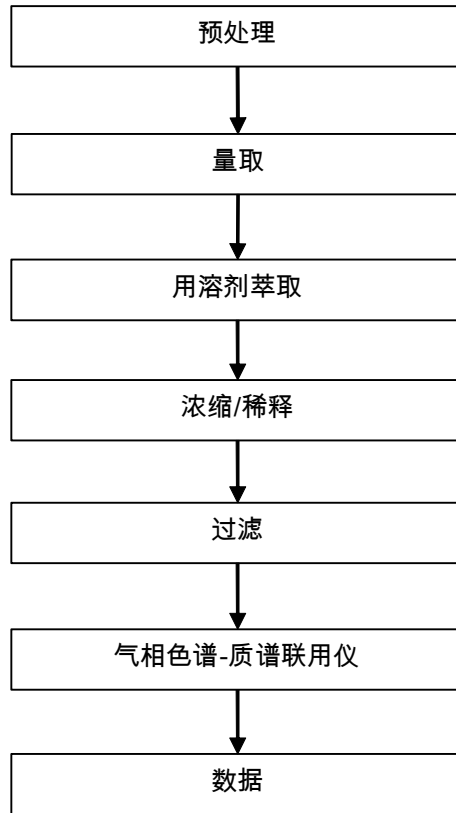 预处理
量取
用溶剂萃取
浓缩/稀释
过滤
气相色谱-质谱联用仪
数据